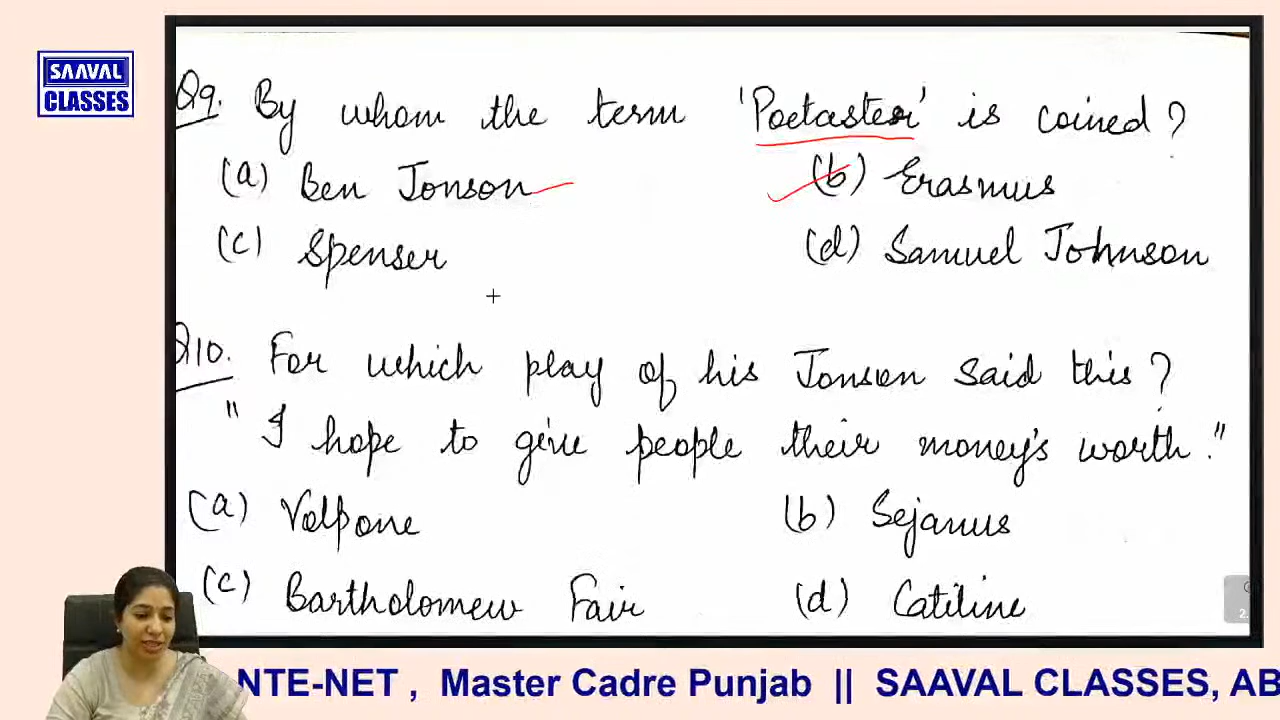 SAAVAL
CLASSES
Q9. By whom the term 'Poetaster' is coined?
(a) Ben Jonson (b) Erasmus
(c) Spenser (d) Samuel Johnson
Q10. For which play of his Jonson said this?
"I hope to give people their money's worth."
(a) Volpone (b) Sejanus
(c) Bartholomew Fair (d) Catiline
NTE-NET , Master Cadre Punjab || SAAVAL CLASSES, AB